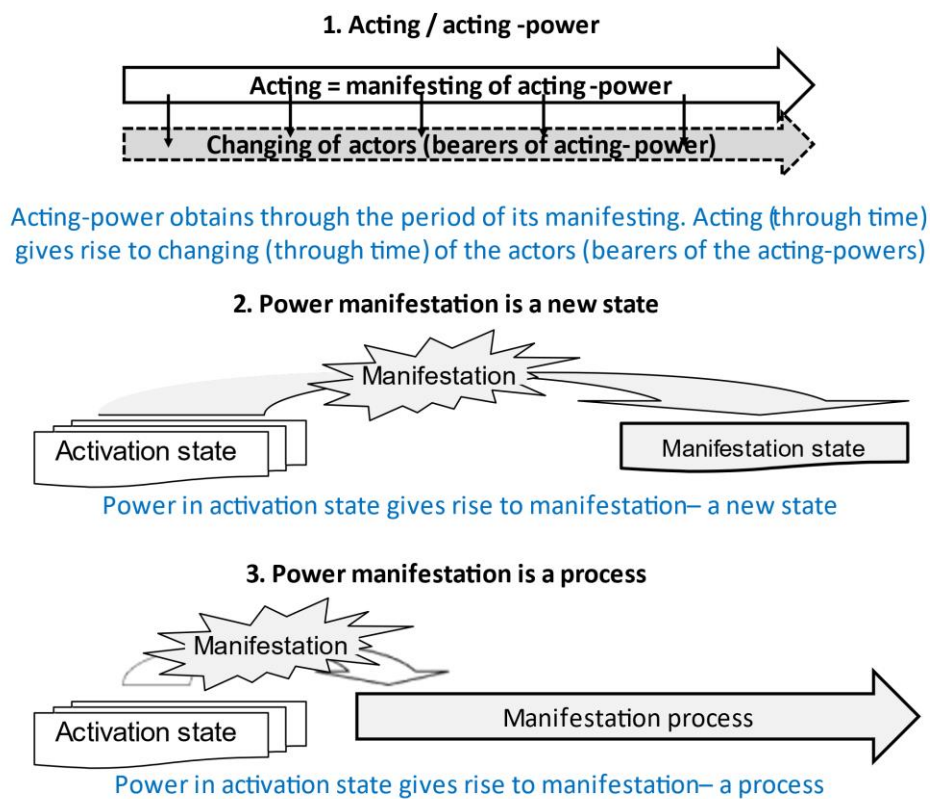 1. Acting / acting -power
Acting = manifesting of acting -power
Changing of actors (bearers of acting- power)
Acting-power obtains through the period of its manifesting. Acting (through time)
gives rise to changing (through time) of the actors (bearers of the acting-powers)
2. Power manifestation is a new state
Manifestation
Activation state
Manifestation state
Power in activation state gives rise to manifestation– a new state
3. Power manifestation is a process
Manifestation
Activation state
Manifestation process
Power in activation state gives rise to manifestation– a process